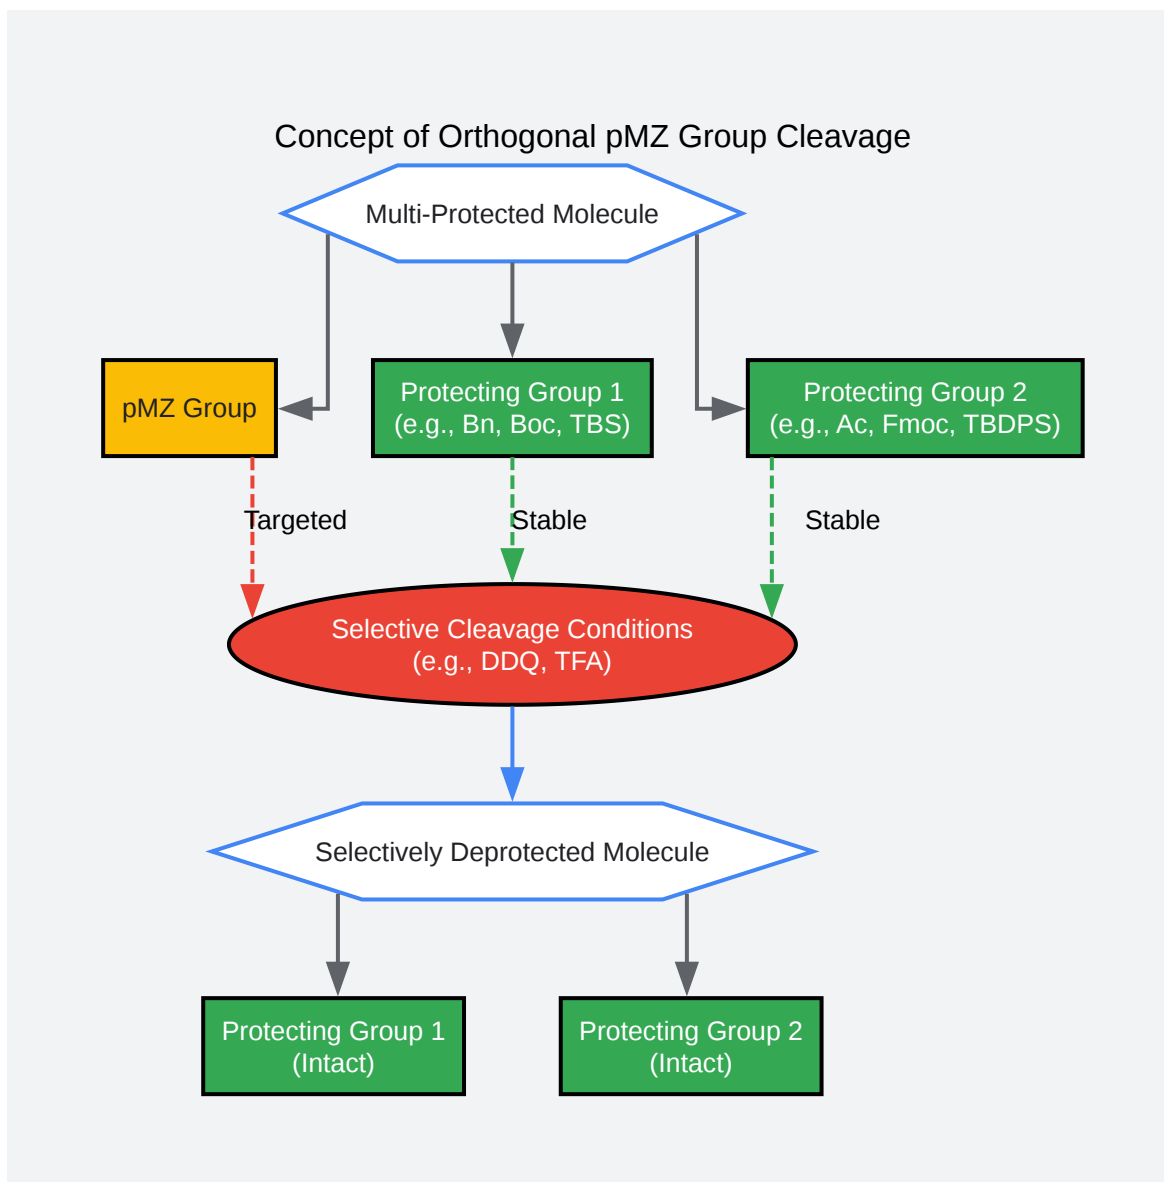 Concept of Orthogonal pMZ Group Cleavage
Multi-Protected Molecule
pMZ Group
Protecting Group 1
(e.g., Bn, Boc, TBS)
Protecting Group 2
(e.g., Ac, Fmoc, TBDPS)
Targeted
Stable
Stable
Selective Cleavage Conditions
(e.g., DDQ, TFA)
Selectively Deprotected Molecule
Protecting Group 1
(Intact)
Protecting Group 2
(Intact)